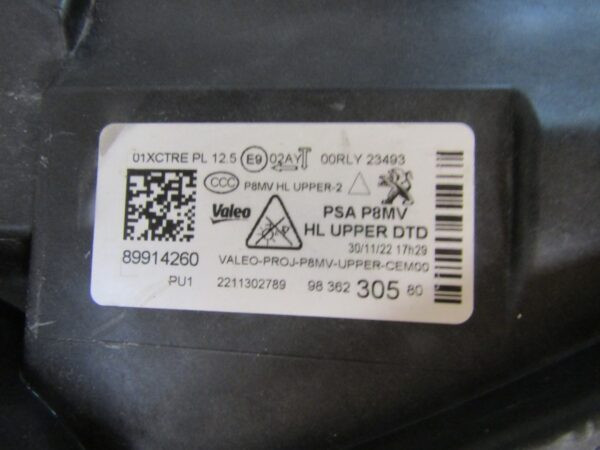 01XCTRE PL 12.5 E9 02AY 00RLY 23493
CCC P8MV HL UPPER-2
Valeo PSA P8MV
HL UPPER DTD
30/11/22 17h29
89914260 VALEO-PROJ-P8MV-UPPER-CEM00
PU1 2211302789 98 362 305 80